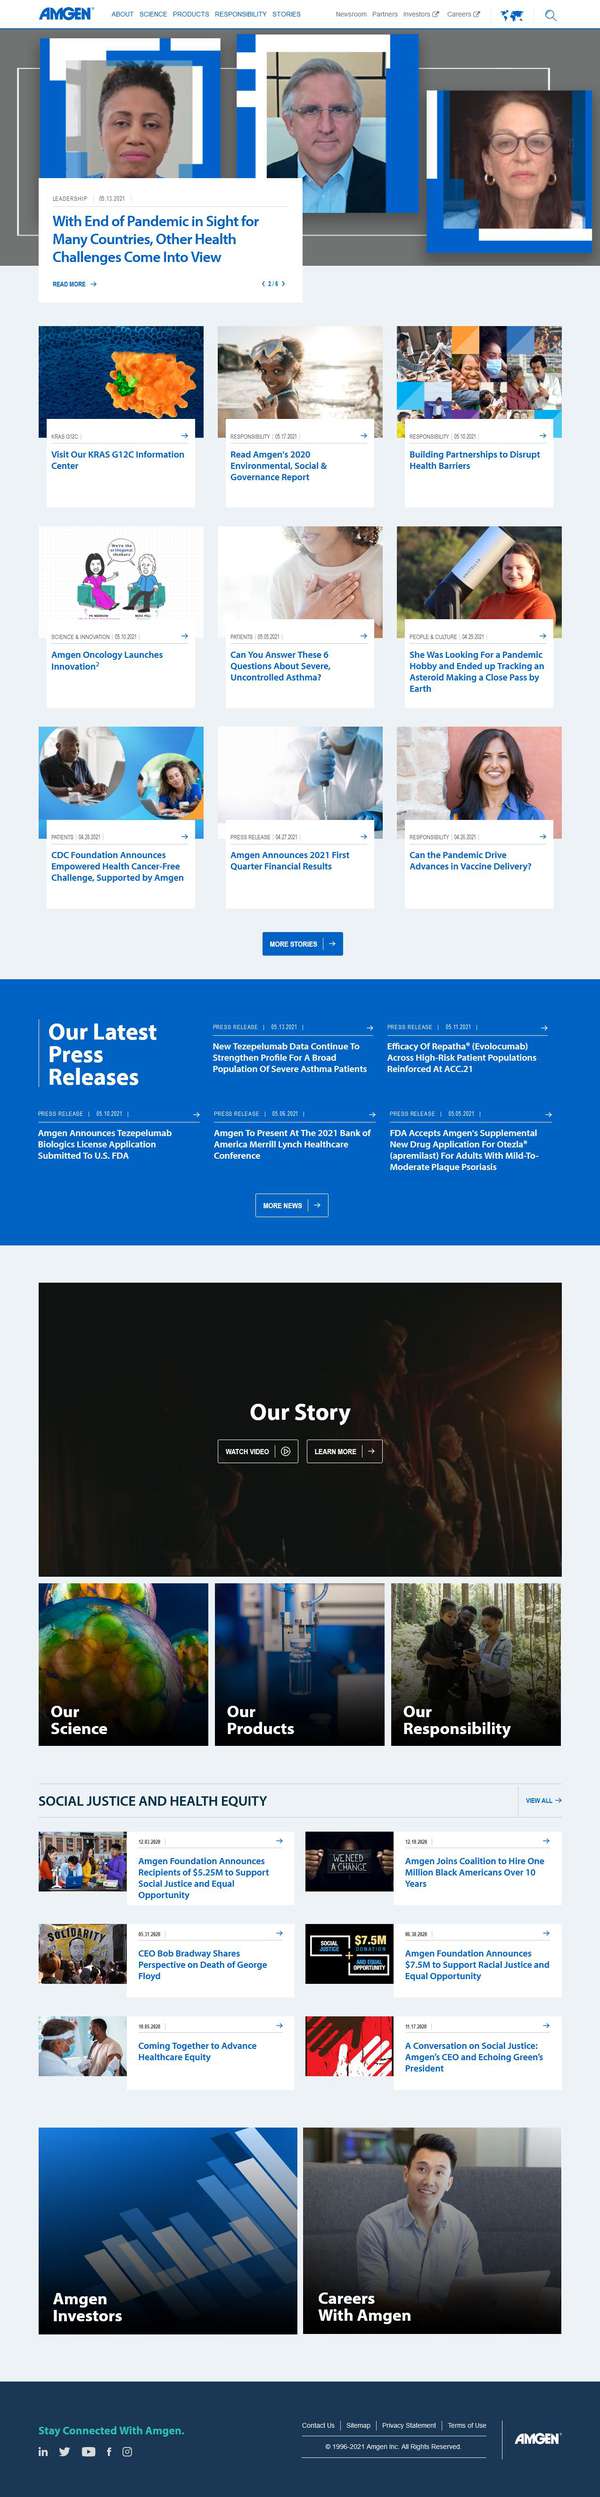 AMGEN
ABOUT SCIENCE PRODUCTS RESPONSIBILITY STORIES
Newsroom Partners Investors Careers
LEADERSHIP | 05.13.2021
With End of Pandemic in Sight for
Many Countries, Other Health
Challenges Come Into View
READ MORE
2 / 6
KRAS G12C |
Visit Our KRAS G12C Information
Center
RESPONSIBILITY | 05.17.2021 |
Read Amgen's 2020
Environmental, Social &
Governance Report
RESPONSIBILITY | 05.10.2021 |
Building Partnerships to Disrupt
Health Barriers
SCIENCE & INNOVATION | 05.10.2021 |
Amgen Oncology Launches
Innovation²
PATIENTS | 05.05.2021 |
Can You Answer These 6
Questions About Severe,
Uncontrolled Asthma?
PEOPLE & CULTURE | 04.29.2021 |
She Was Looking For a Pandemic
Hobby and Ended up Tracking an
Asteroid Making a Close Pass by
Earth
PATIENTS | 04.28.2021 |
CDC Foundation Announces
Empowered Health Cancer-Free
Challenge, Supported by Amgen
PRESS RELEASE | 04.27.2021 |
Amgen Announces 2021 First
Quarter Financial Results
RESPONSIBILITY | 04.26.2021 |
Can the Pandemic Drive
Advances in Vaccine Delivery?
MORE STORIES
Our Latest
Press
Releases
PRESS RELEASE | 05.13.2021 |
New Tezepelumab Data Continue To
Strengthen Profile For A Broad
Population Of Severe Asthma Patients
PRESS RELEASE | 05.11.2021 |
Efficacy Of Repatha® (Evolocumab)
Across High-Risk Patient Populations
Reinforced At ACC.21
PRESS RELEASE | 05.10.2021 |
Amgen Announces Tezepelumab
Biologics License Application
Submitted To U.S. FDA
PRESS RELEASE | 05.06.2021 |
Amgen To Present At The 2021 Bank of
America Merrill Lynch Healthcare
Conference
PRESS RELEASE | 05.05.2021 |
FDA Accepts Amgen's Supplemental
New Drug Application For Otezla®
(apremilast) For Adults With Mild-To-
Moderate Plaque Psoriasis
MORE NEWS
Our Story
WATCH VIDEO
LEARN MORE
Our
Science
Our
Products
Our
Responsibility
SOCIAL JUSTICE AND HEALTH EQUITY
VIEW ALL
12.03.2020 |
Amgen Foundation Announces
Recipients of $5.25M to Support
Social Justice and Equal
Opportunity
WE NEED
A CHANGE
12.10.2020 |
Amgen Joins Coalition to Hire One
Million Black Americans Over 10
Years
SOLIDARITY
05.31.2020 |
CEO Bob Bradway Shares
Perspective on Death of George
Floyd
SOCIAL
JUSTICE
$7.5M
DONATION
AND EQUAL
OPPORTUNITY
06.30.2020 |
Amgen Foundation Announces
$7.5M to Support Racial Justice and
Equal Opportunity
10.05.2020 |
Coming Together to Advance
Healthcare Equity
11.17.2020 |
A Conversation on Social Justice:
Amgen's CEO and Echoing Green's
President
Amgen
Investors
Careers
With Amgen
Stay Connected With Amgen.
Contact Us | Sitemap | Privacy Statement | Terms of Use
© 1996-2021 Amgen Inc. All Rights Reserved.
AMGEN